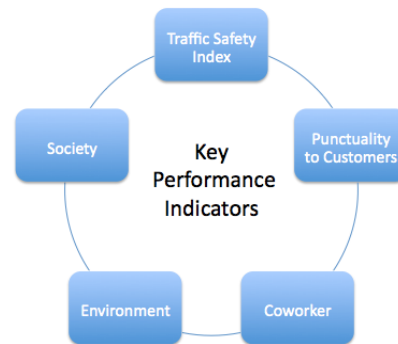 Traffic Safety
Index
Society
Key
Performance
Indicators
Punctuality
to Customers
Environment
Coworker